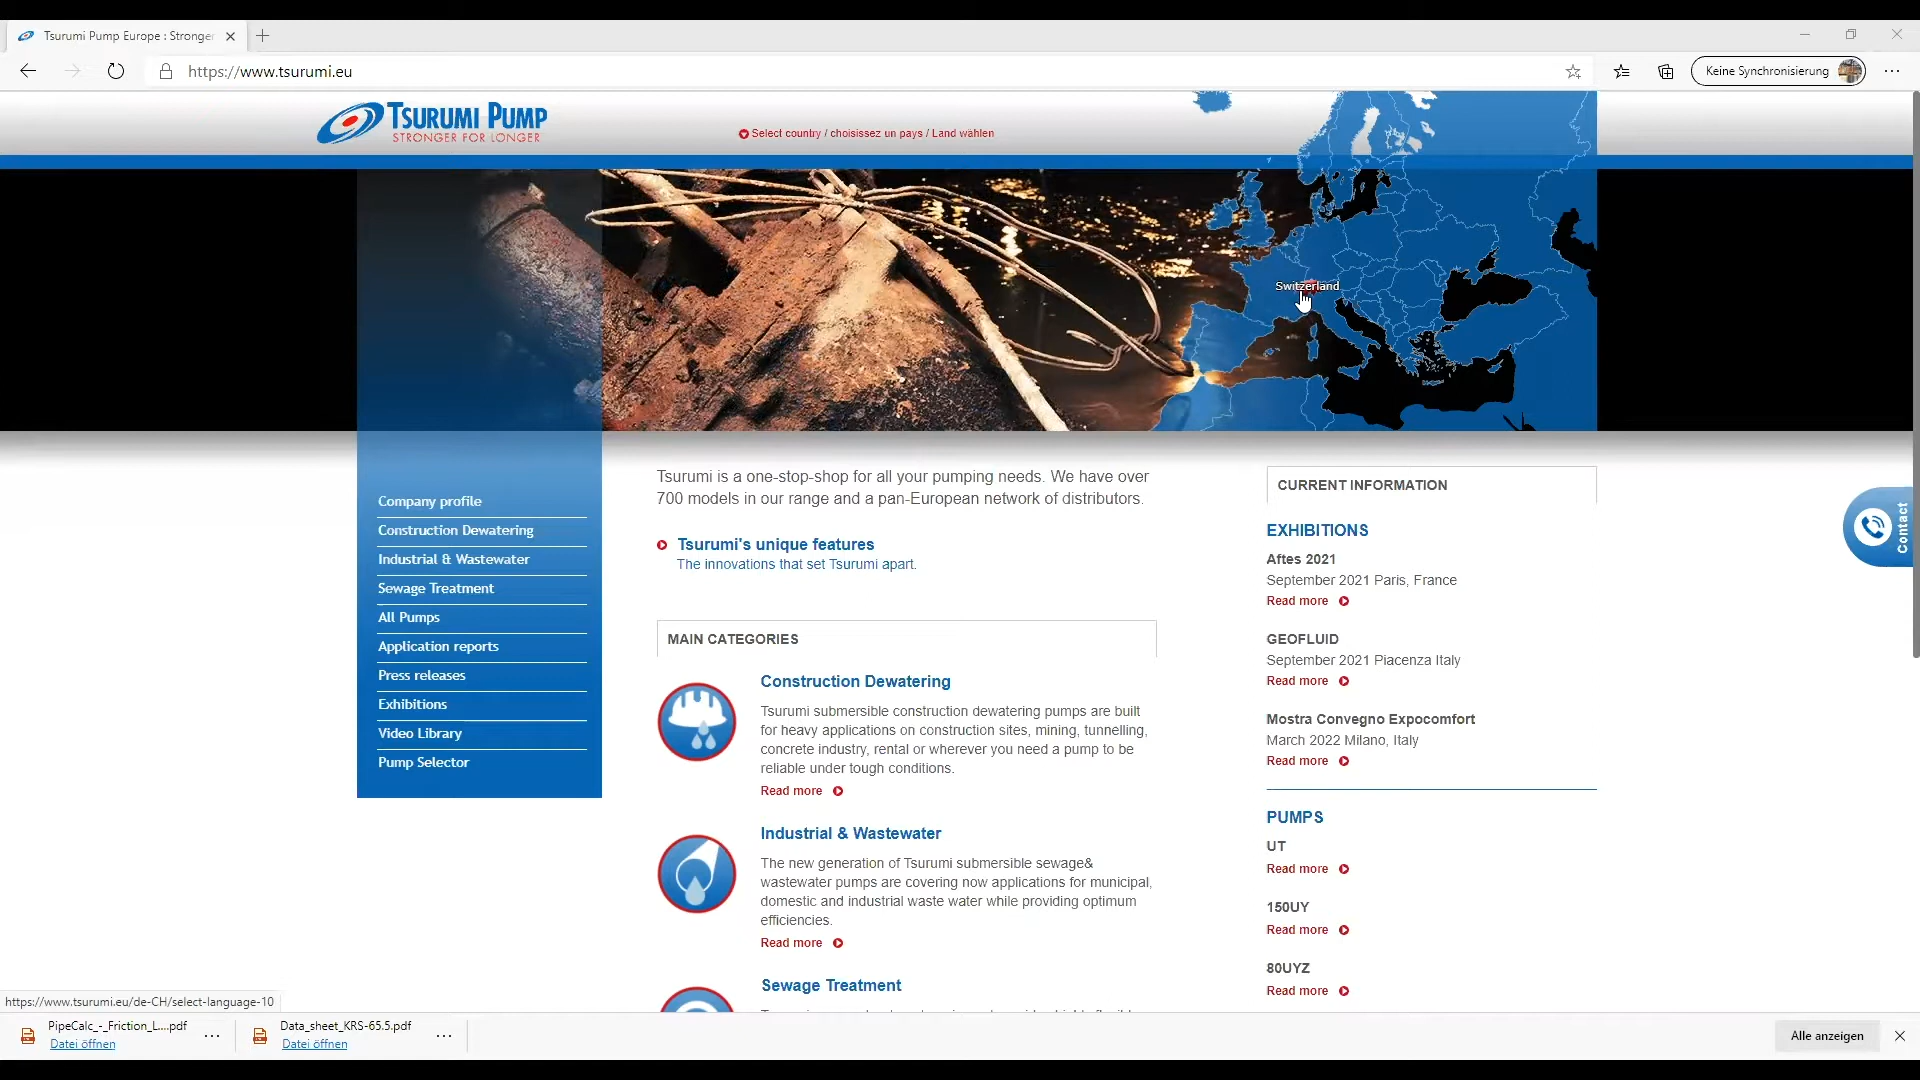 Tsurumi Pump Europe : Stronger
https://www.tsurumi.eu
Keine Synchronisierung
TSURUMI PUMP
STRONGER FOR LONGER
Select country / choisissez un pays / Land wählen
Switzerland
Company profile
Construction Dewatering
Industrial & Wastewater
Sewage Treatment
All Pumps
Application reports
Press releases
Exhibitions
Video Library
Pump Selector
Tsurumi is a one-stop-shop for all your pumping needs. We have over
700 models in our range and a pan-European network of distributors.
Tsurumi's unique features
The innovations that set Tsurumi apart.
MAIN CATEGORIES
Construction Dewatering
Tsurumi submersible construction dewatering pumps are built
for heavy applications on construction sites, mining, tunnelling,
concrete industry, rental or wherever you need a pump to be
reliable under tough conditions.
Read more
Industrial & Wastewater
The new generation of Tsurumi submersible sewage&
wastewater pumps are covering now applications for municipal,
domestic and industrial waste water while providing optimum
efficiencies.
Read more
Sewage Treatment
CURRENT INFORMATION
EXHIBITIONS
Aftes 2021
September 2021 Paris, France
Read more
GEOFLUID
September 2021 Piacenza Italy
Read more
Mostra Convegno Expocomfort
March 2022 Milano, Italy
Read more
PUMPS
UT
Read more
150UY
Read more
80UYZ
Read more
Contact
https://www.tsurumi.eu/de-CH/select-language-10
PipeCalc_-_Friction_L....pdf
Datei öffnen
Data_sheet_KRS-65.5.pdf
Datei öffnen
Alle anzeigen